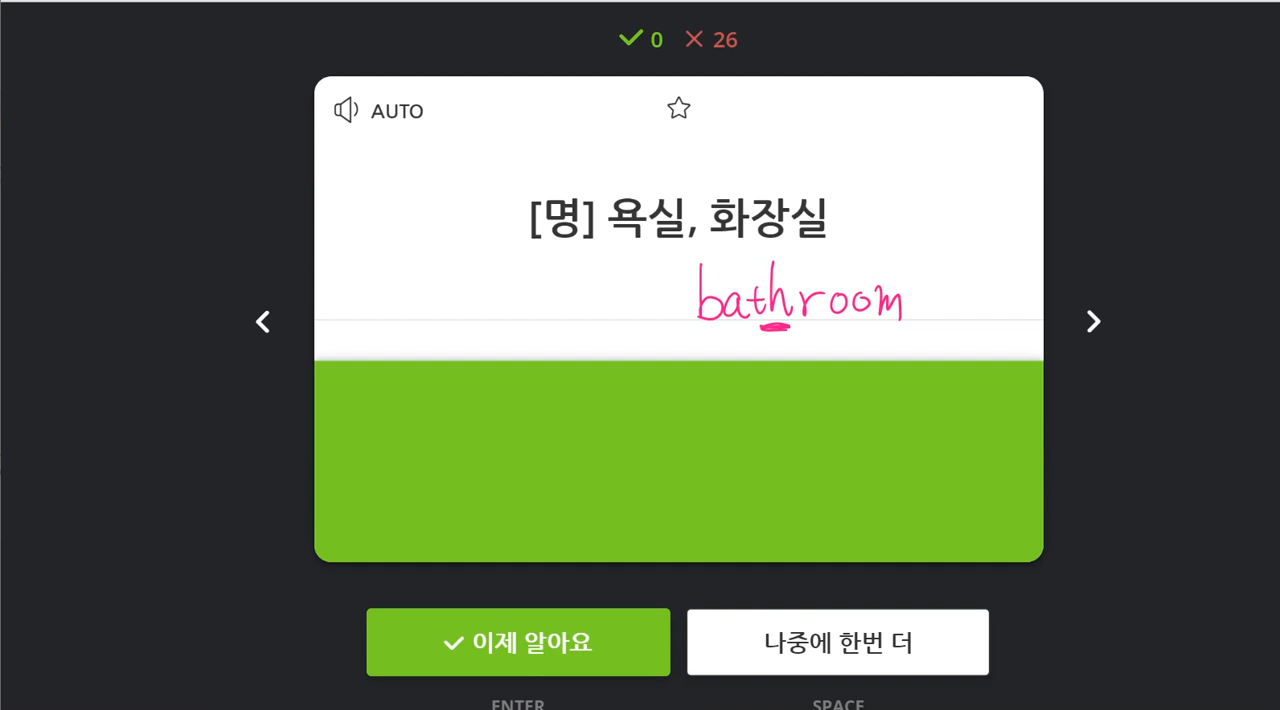 0 26
AUTO
[명] 욕실, 화장실
bathroom
이제 알아요 나중에 한번 더
ENTER SPACE